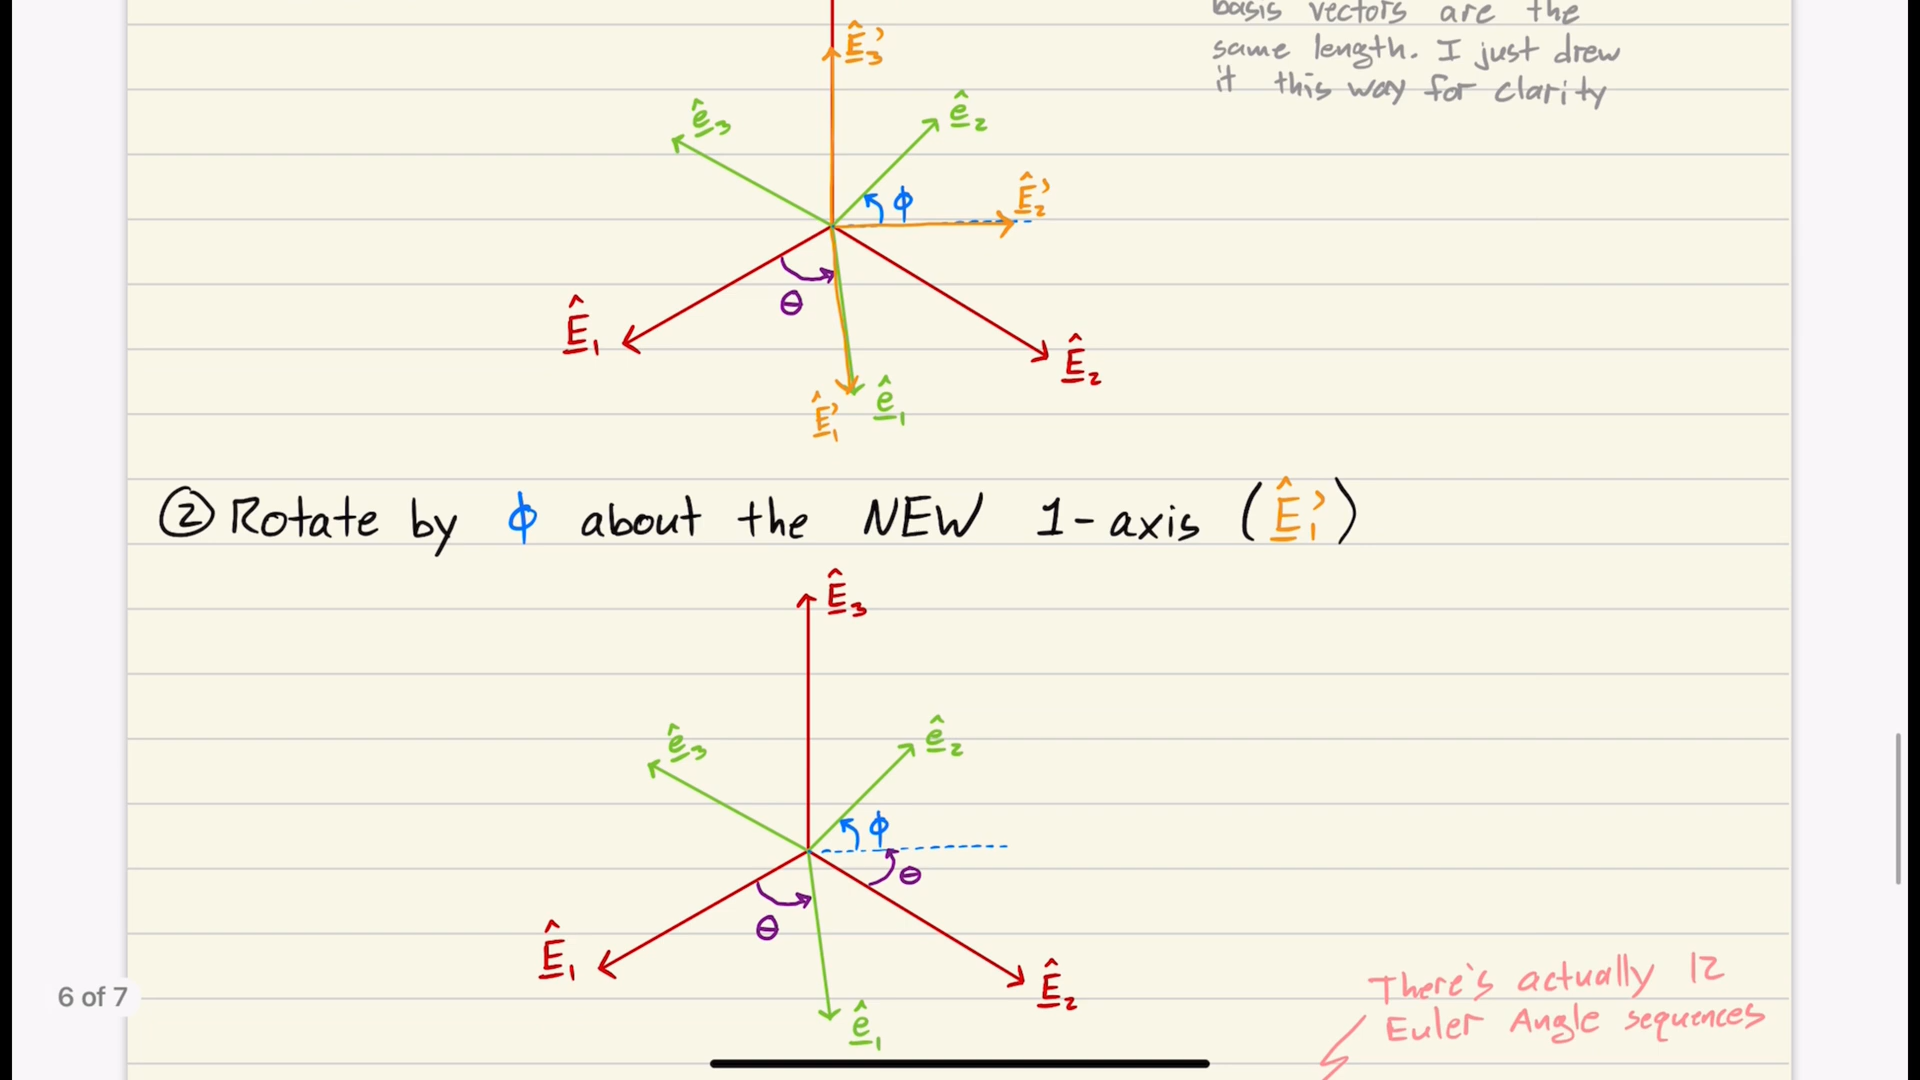 basis vectors are the
same length. I just drew
it this way for clarity
Ê₃'
ê₃
ê₂
ϕ
Ê₂'
θ
Ê₁
Ê₂
Ê₁'
ê₁
② Rotate by ϕ about the NEW 1-axis (Ê₁')
Ê₃
ê₃
ê₂
ϕ
θ
θ
Ê₁
Ê₂
ê₁
There's actually 12
Euler Angle sequences
6 of 7